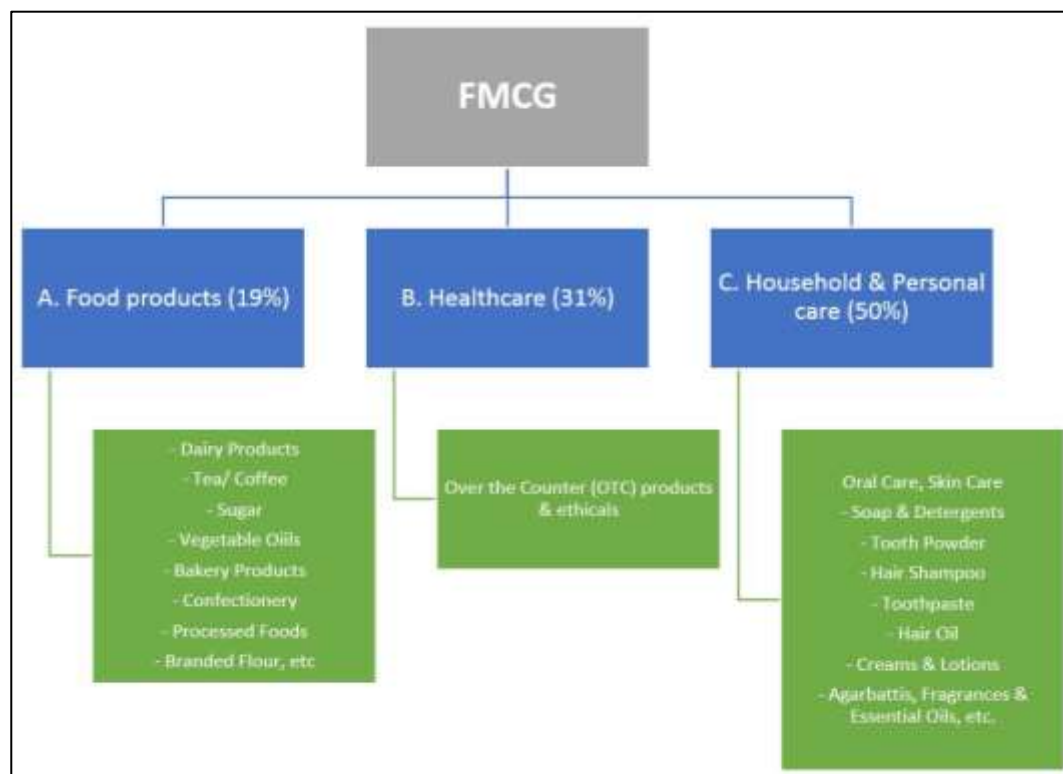 FMCG
A. Food products (19%)
B. Healthcare (31%)
C. Household & Personal
care (50%)
- Dairy Products
- Tea/ Coffee
- Sugar
- Vegetable Oiils
- Bakery Products
- Confectionery
- Processed Foods
- Branded Flour, etc
Over the Counter (OTC) products
& ethicals
Oral Care, Skin Care
- Soap & Detergents
- Tooth Powder
- Hair Shampoo
- Toothpaste
- Hair Oil
- Creams & Lotions
- Agarbattis, Fragrances &
Essential Oils, etc.